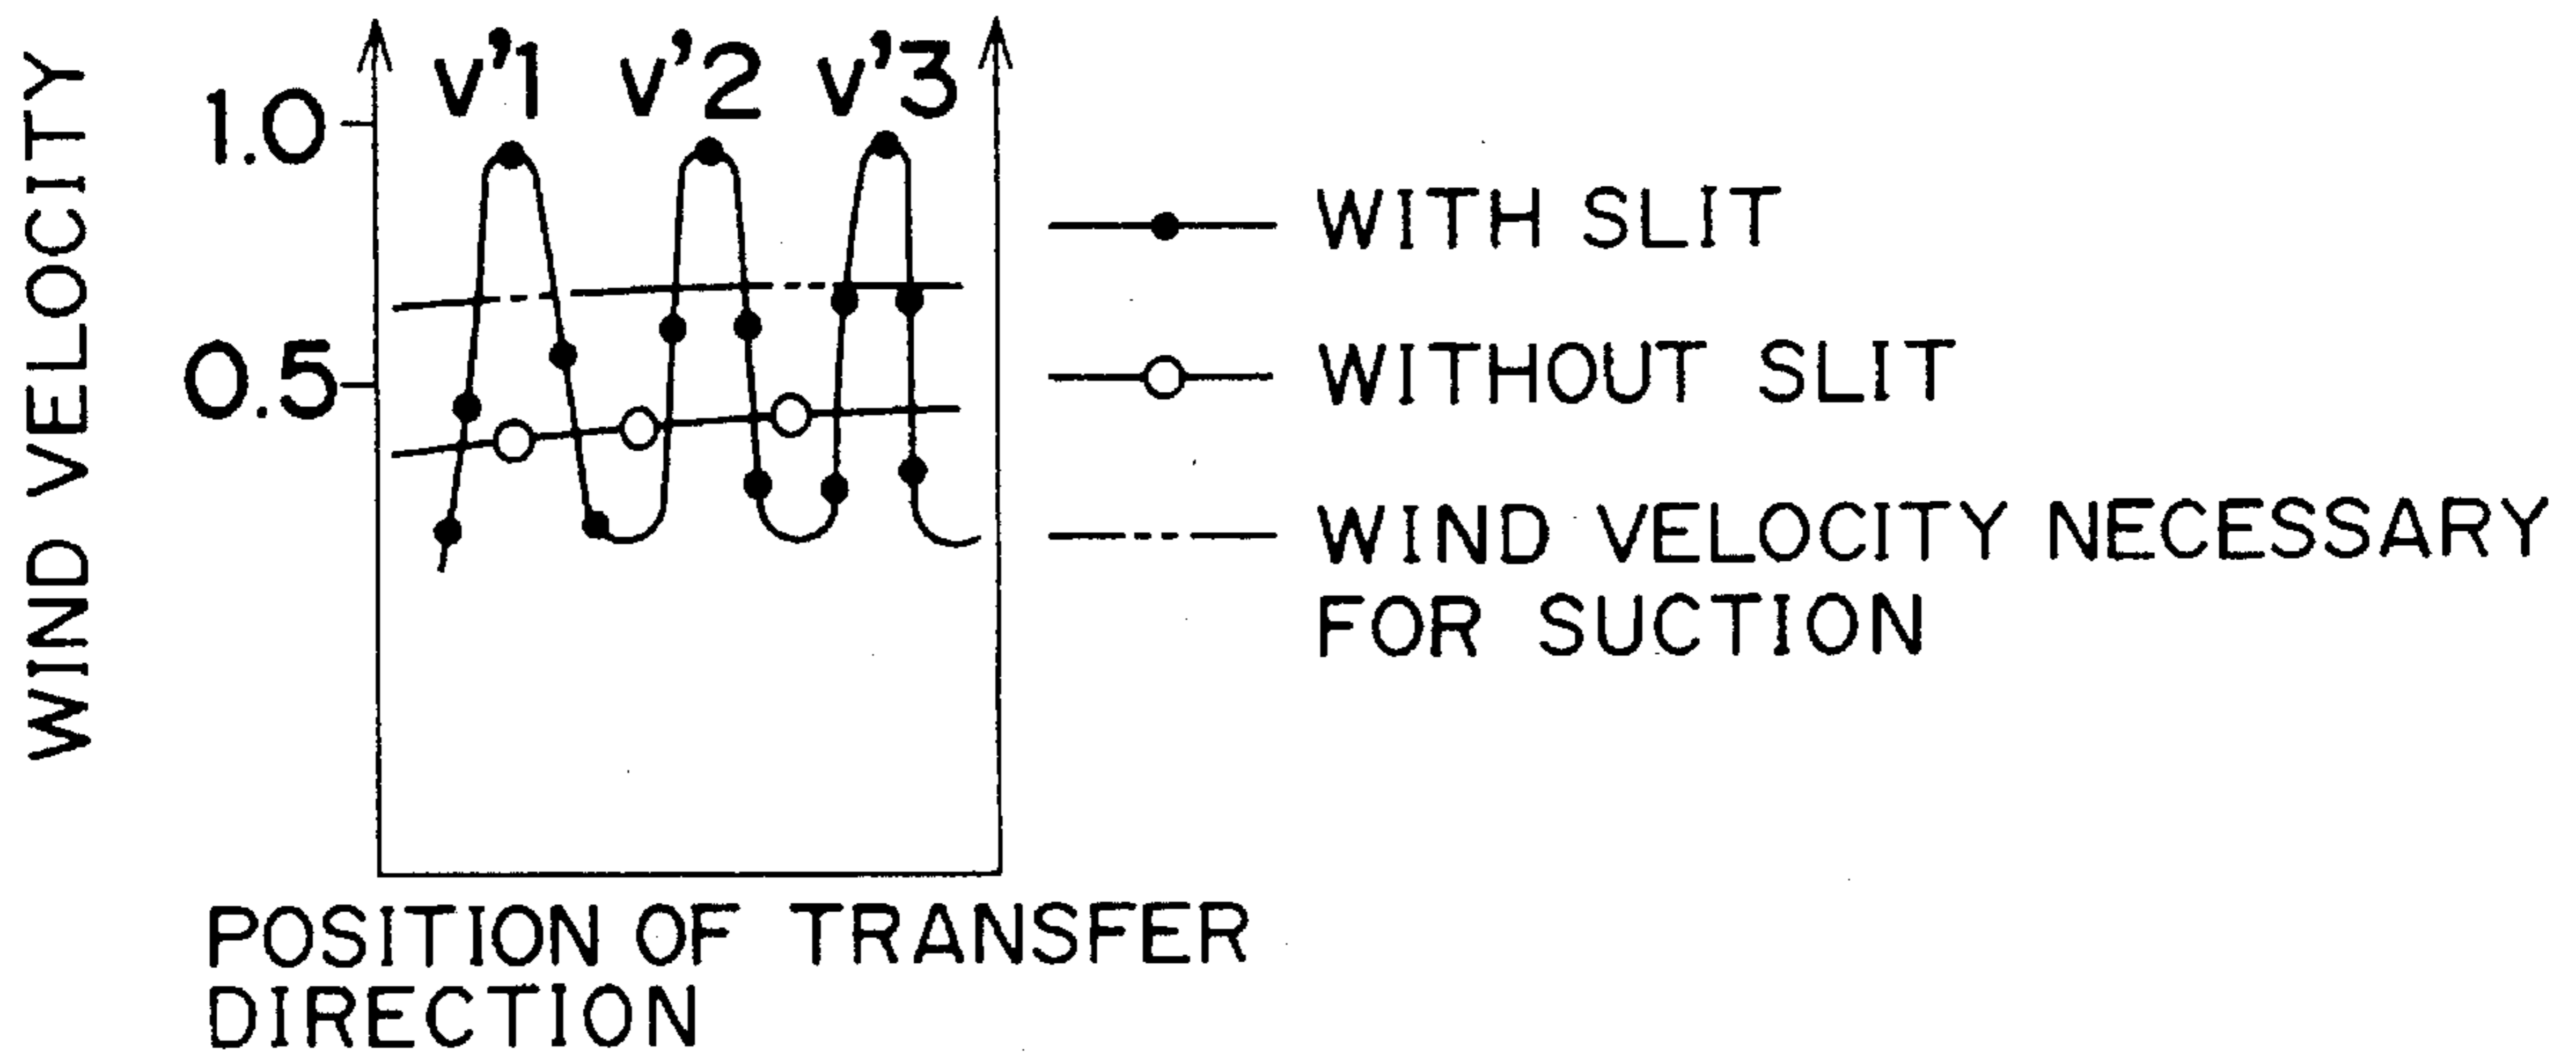 WIND VELOCITY
1.0
0.5
v'1 v'2 v'3
WITH SLIT
WITHOUT SLIT
WIND VELOCITY NECESSARY
FOR SUCTION
POSITION OF TRANSFER
DIRECTION